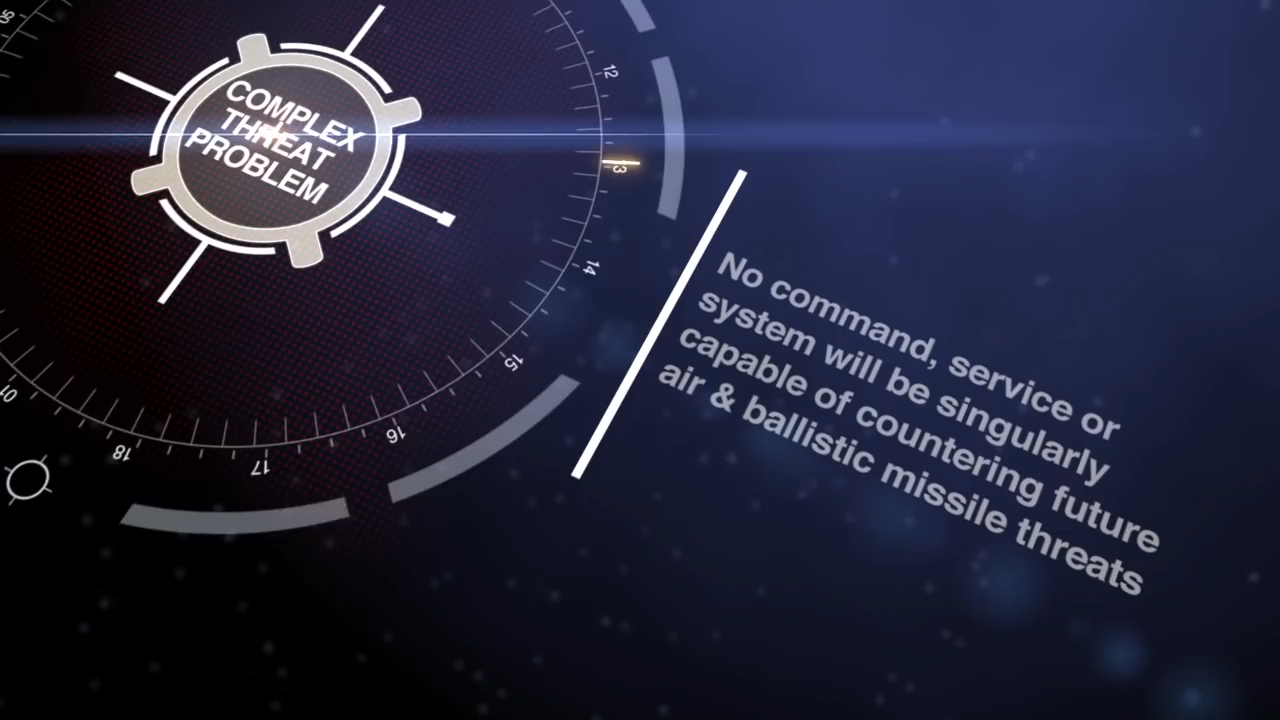 COMPLEX
THREAT
PROBLEM
12
13
14
15
16
17
18
No command, service or
system will be singularly
capable of countering future
air & ballistic missile threats